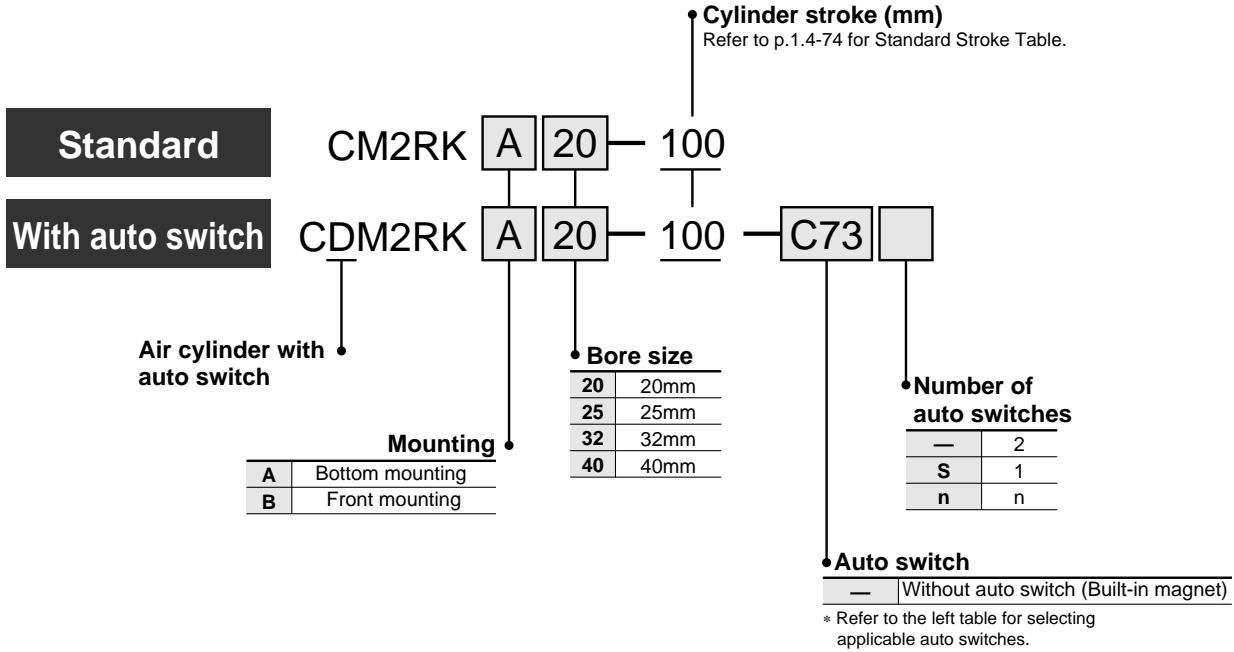 Cylinder stroke (mm)
Refer to p.1.4-74 for Standard Stroke Table.
Standard CM2RK A 20 — 100
With auto switch CDM2RK A 20 — 100 — C73
Air cylinder with
auto switch
Mounting
A Bottom mounting
B Front mounting
Bore size
20 20mm
25 25mm
32 32mm
40 40mm
Number of
auto switches
— 2
S 1
n n
Auto switch
— Without auto switch (Built-in magnet)
* Refer to the left table for selecting
applicable auto switches.